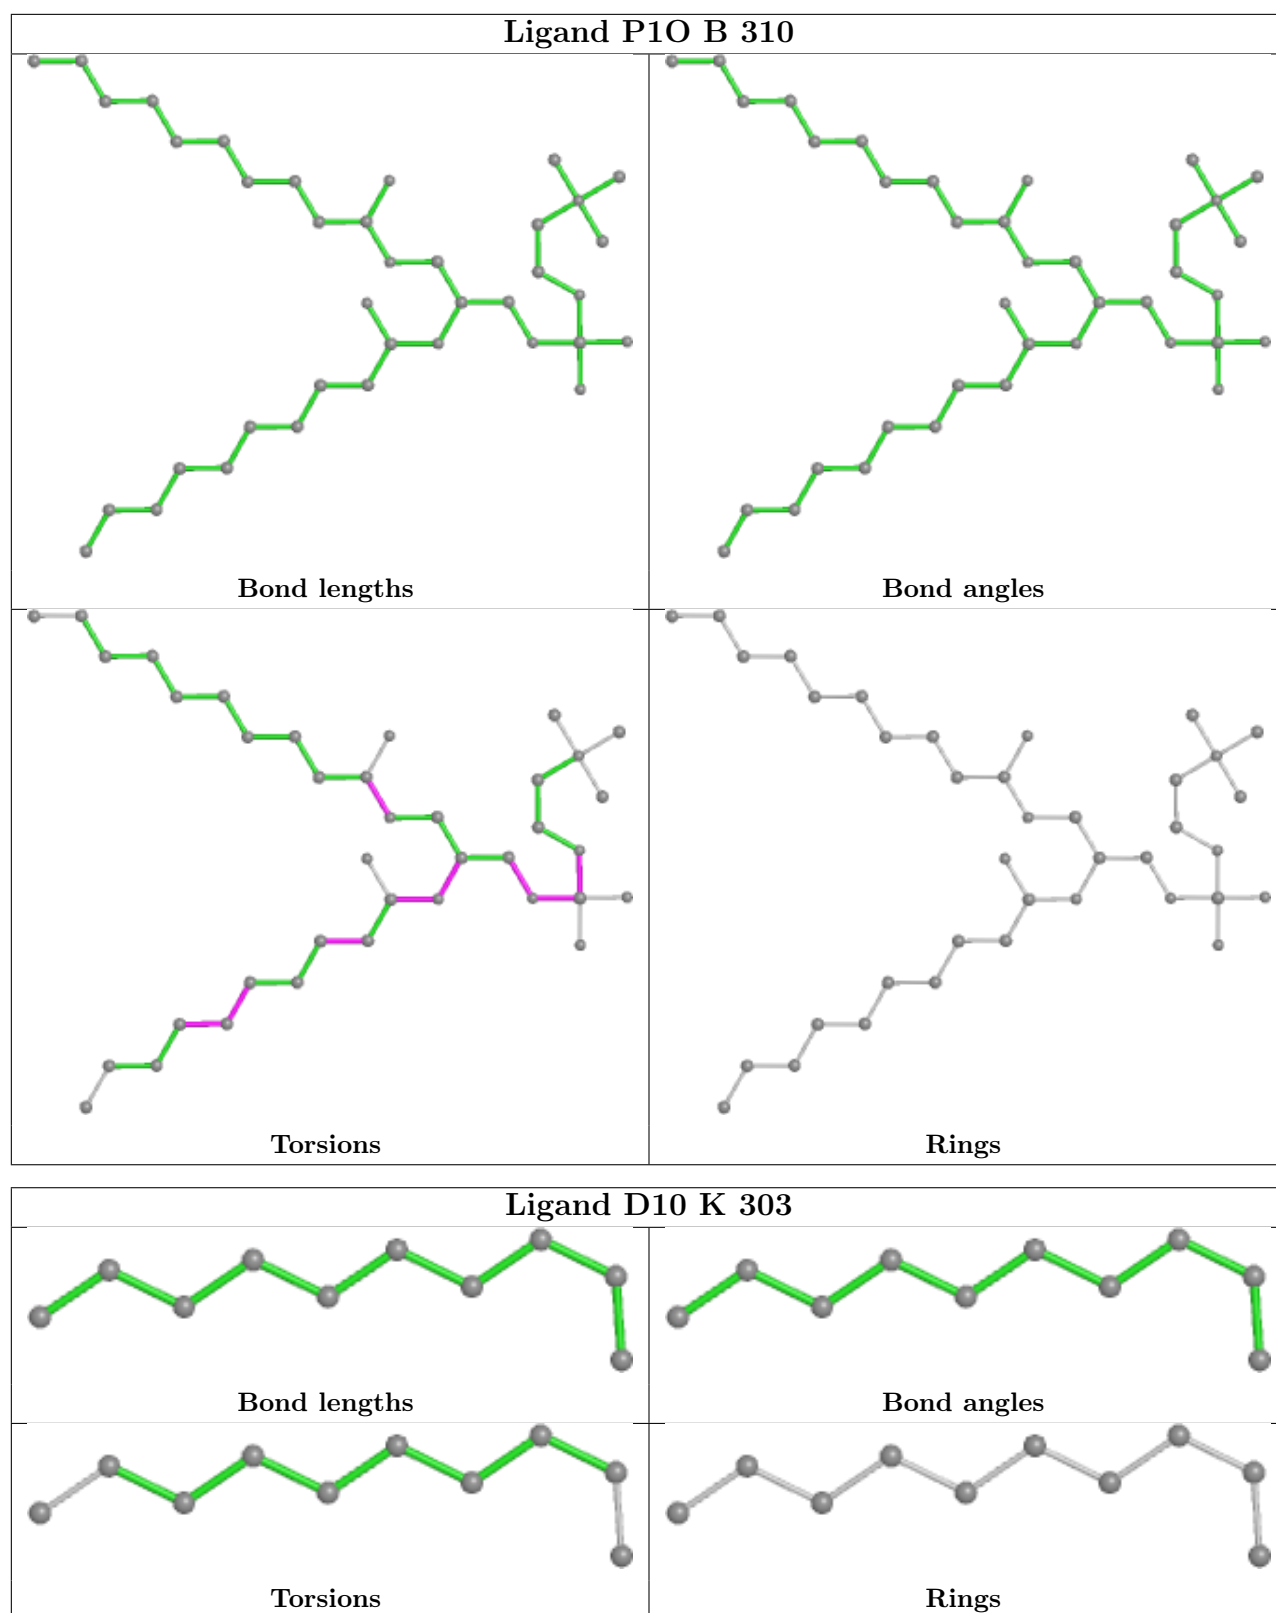 Ligand P1O B 310
Bond lengths
Bond angles
Torsions
Rings
Ligand D10 K 303
Bond lengths
Bond angles
Torsions
Rings